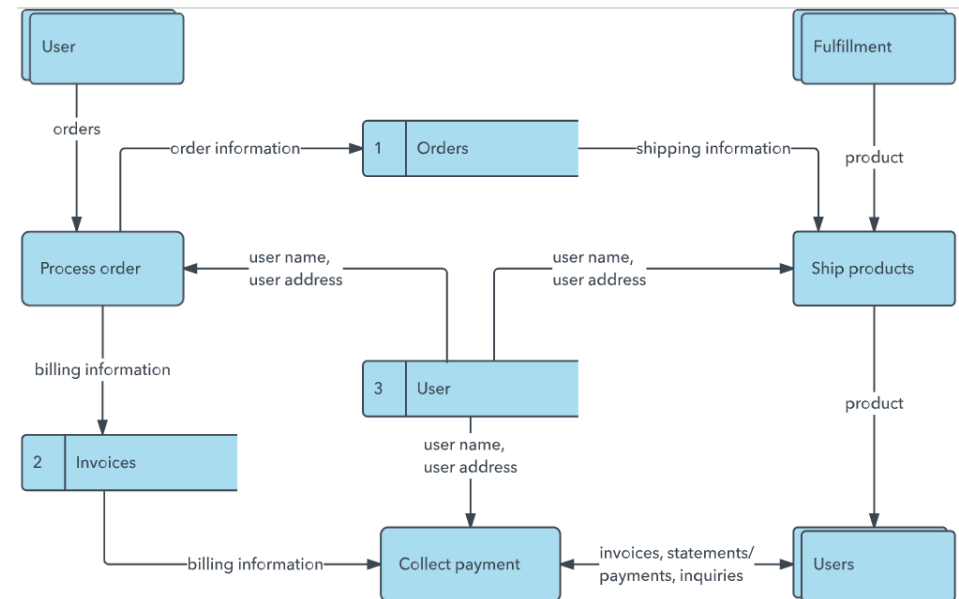 User
Fulfillment
orders
order information
1 Orders
shipping information
product
Process order
user name,
user address
user name,
user address
Ship products
billing information
3 User
product
user name,
user address
2 Invoices
billing information
Collect payment
invoices, statements/
payments, inquiries
Users